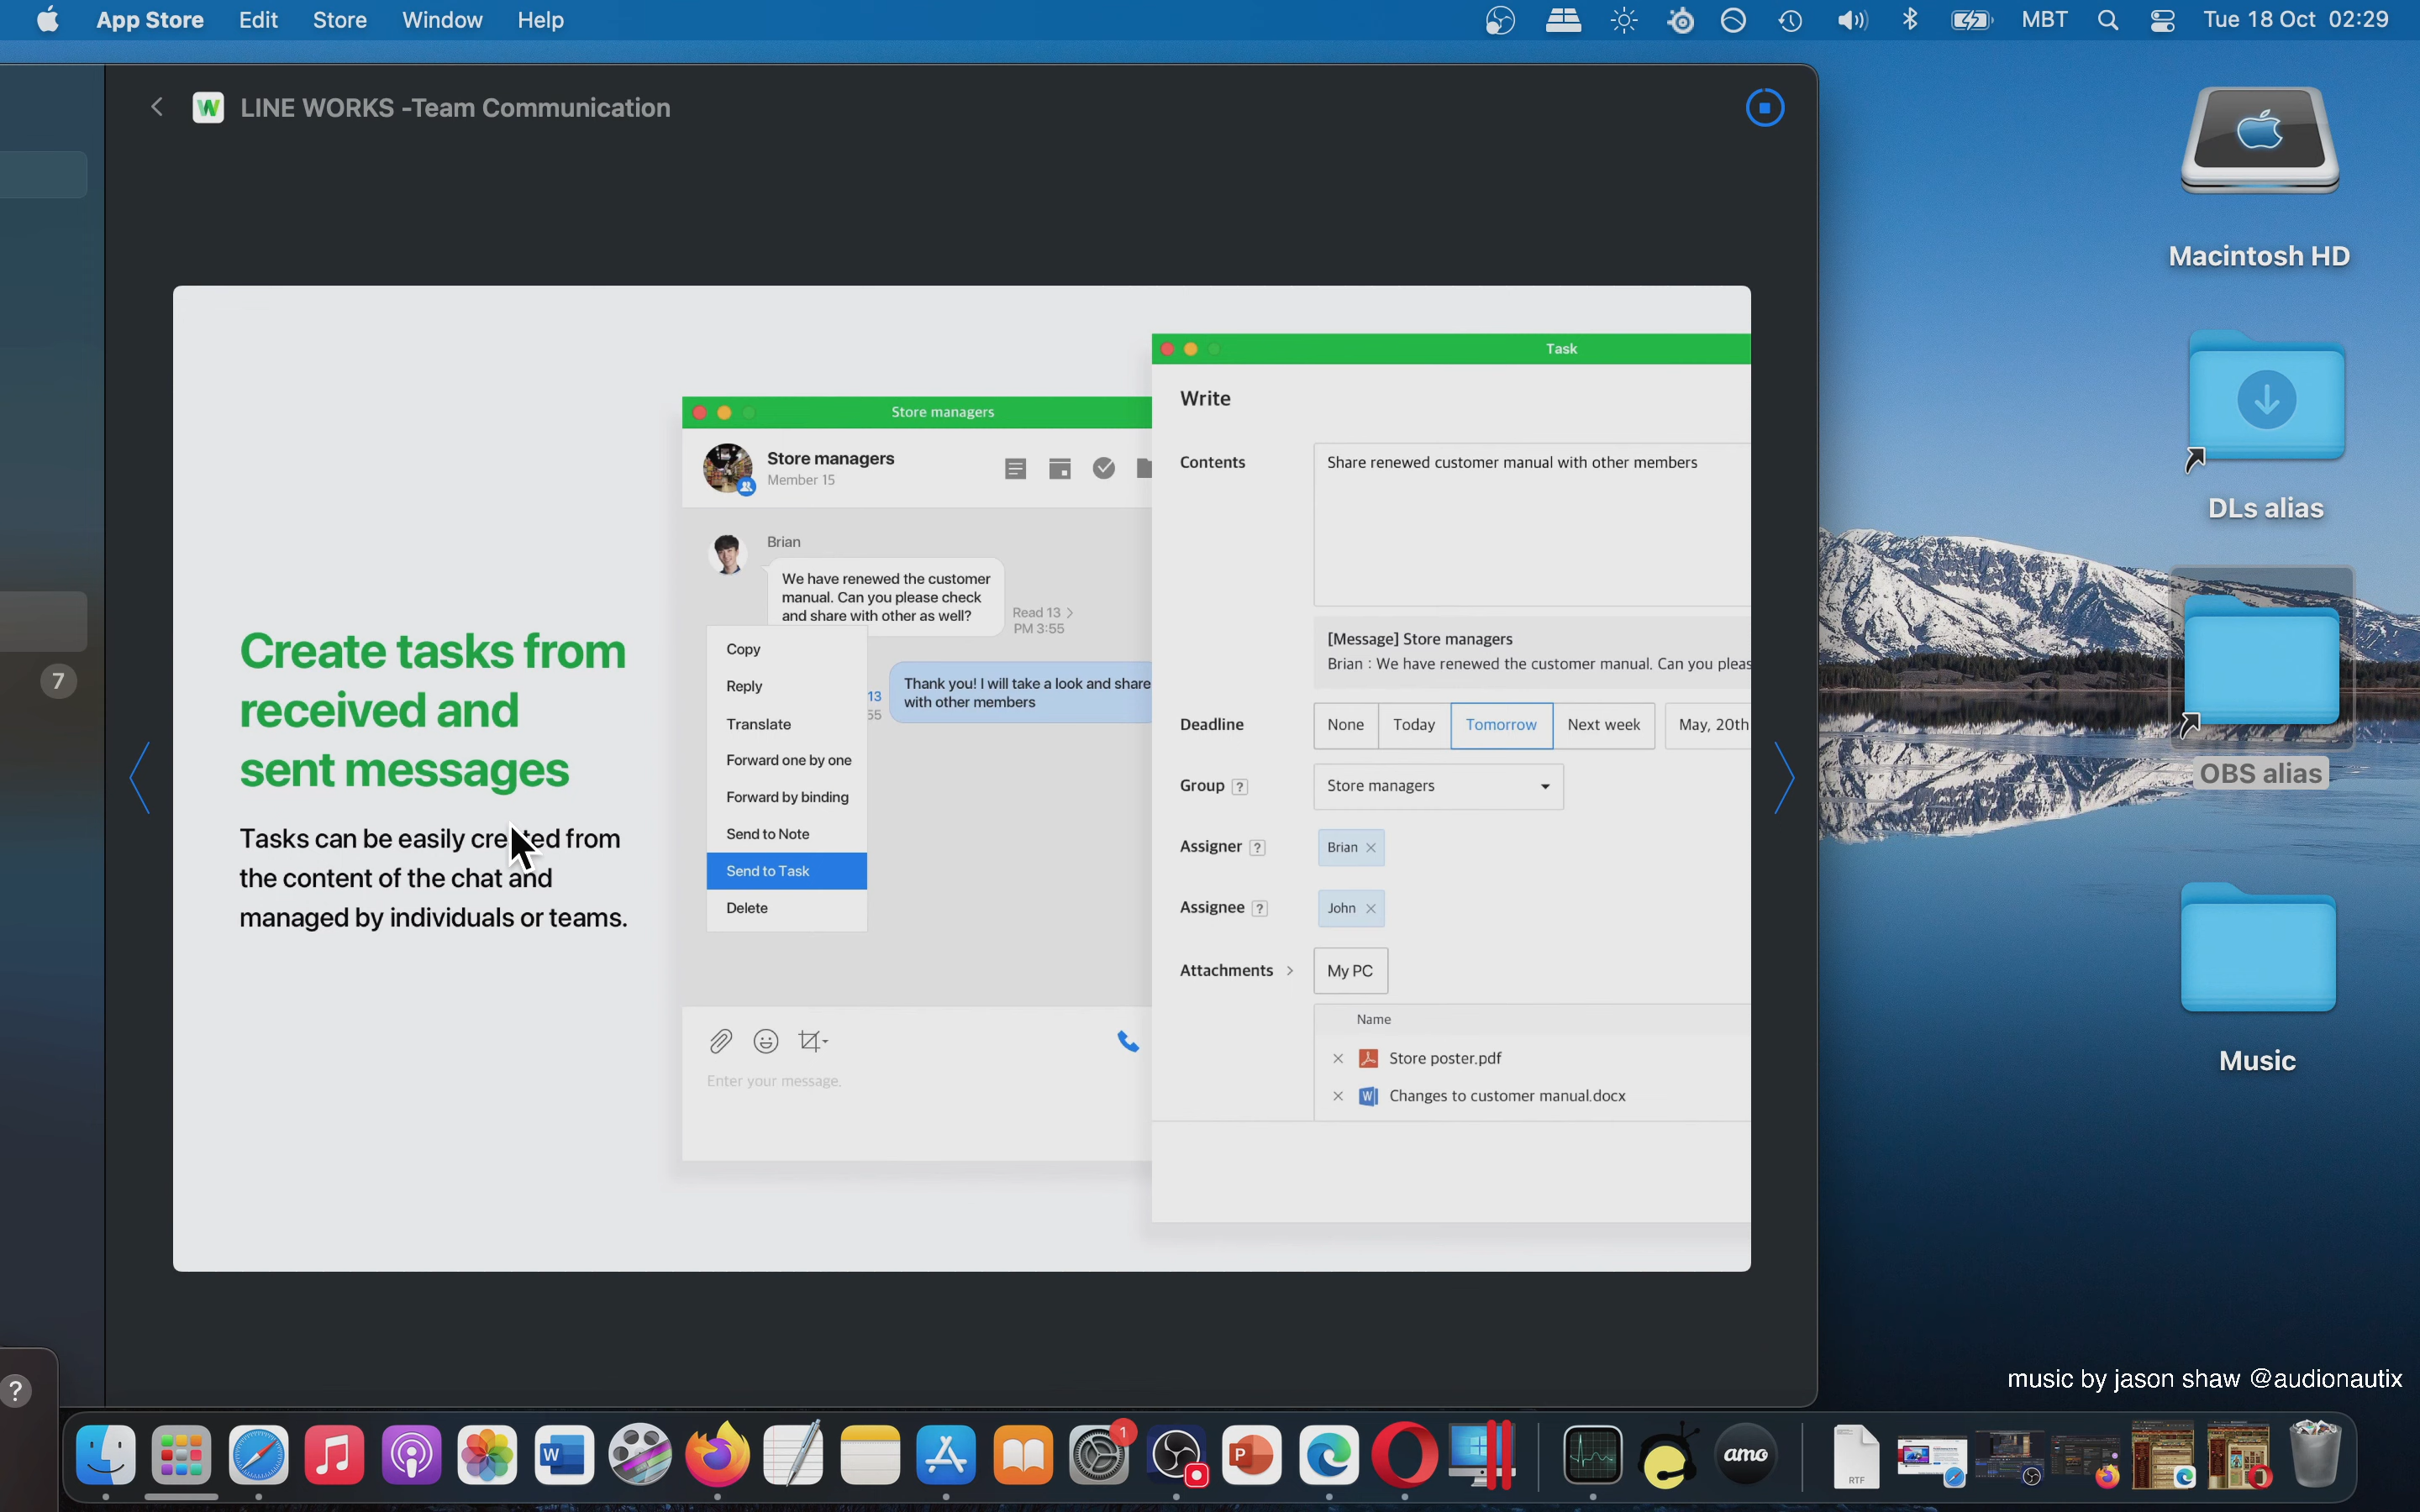 App Store Edit Store Window Help
MBT Tue 18 Oct 02:29
LINE WORKS -Team Communication
Macintosh HD
DLs alias
OBS alias
Music
7
?
Create tasks from
received and
sent messages
Tasks can be easily created from
the content of the chat and
managed by individuals or teams.
Store managers
Store managers
Member 15
Brian
We have renewed the customer
manual. Can you please check
and share with other as well?
Read 13 >
PM 3:55
Copy
Reply
Translate
Forward one by one
Forward by binding
Send to Note
Send to Task
Delete
13
55
Thank you! I will take a look and share
with other members
Enter your message.
Task
Write
Contents
Share renewed customer manual with other members
[Message] Store managers
Brian : We have renewed the customer manual. Can you pleas
Deadline
None Today Tomorrow Next week May, 20th
Group ?
Store managers
Assigner ?
Brian ×
Assignee ?
John ×
Attachments >
My PC
Name
× Store poster.pdf
× W Changes to customer manual.docx
music by jason shaw @audionautix
W
1
P
amo
RTF